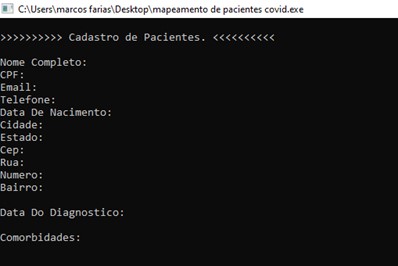 C:\Users\marcos farias\Desktop\mapeamento de pacientes covid.exe
>>>>>>>>>> Cadastro de Pacientes. <<<<<<<<<<
Nome Completo:
CPF:
Email:
Telefone:
Data De Nacimento:
Cidade:
Estado:
Cep:
Rua:
Numero:
Bairro:
Data Do Diagnostico:
Comorbidades: